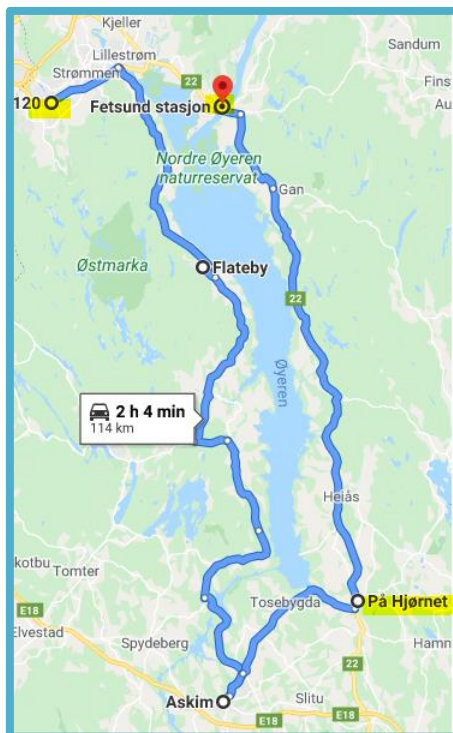 Kjeller
Sandum
Lillestrøm
Strømmen
22
Fins
120
Fetsund stasjon
Au
Nordre Øyeren
naturreservat
Gan
Østmarka
Flateby
22
Øyeren
2 h 4 min
114 km
Heiås
kotbu
Tomter
På Hjørnet
Tosebygda
E18
Elvestad
Spydeberg
Hamn
22
Askim
Slitu
E18
E18